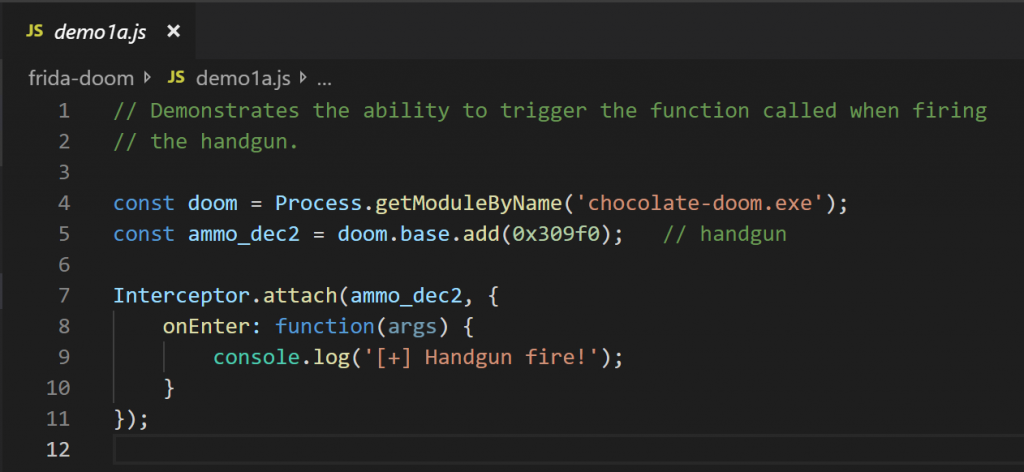 JS demo1a.js ×
frida-doom ▷ JS demo1a.js ▷ ...
1 // Demonstrates the ability to trigger the function called when firing
2 // the handgun.
3
4 const doom = Process.getModuleByName('chocolate-doom.exe');
5 const ammo_dec2 = doom.base.add(0x309f0);   // handgun
6
7 Interceptor.attach(ammo_dec2, {
8     onEnter: function(args) {
9         console.log('[+] Handgun fire!');
10     }
11 });
12